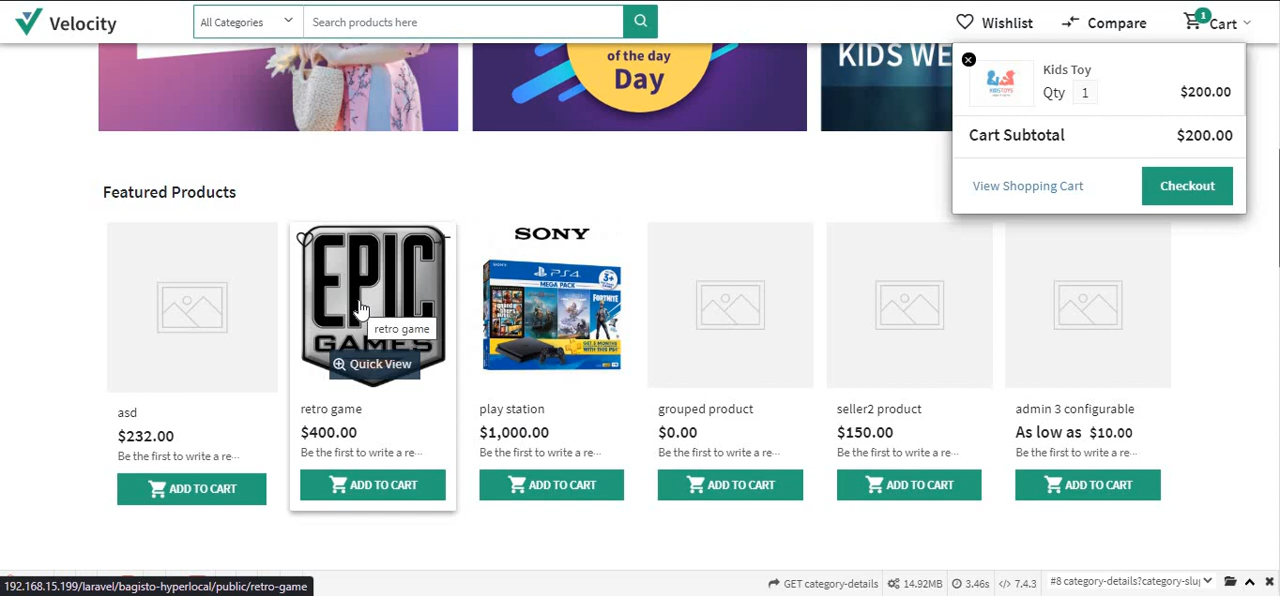 Velocity
All Categories
Search products here
Wishlist
Compare
1
Cart
of the day
Day
KIDS WE
Kids Toy
KIDSTOYS
Qty 1
$200.00
Cart Subtotal
$200.00
View Shopping Cart
Checkout
Featured Products
EPIC
GAMES
retro game
Quick View
SONY
PS4
MEGA PACK
3+
FORTNITE
asd
$232.00
Be the first to write a re···
ADD TO CART
retro game
$400.00
Be the first to write a re···
ADD TO CART
play station
$1,000.00
Be the first to write a re···
ADD TO CART
grouped product
$0.00
Be the first to write a re···
ADD TO CART
seller2 product
$150.00
Be the first to write a re···
ADD TO CART
admin 3 configurable
As low as $10.00
Be the first to write a re···
ADD TO CART
192.168.15.199/laravel/bagisto-hyperlocal/public/retro-game
GET category-details
14.92MB
3.46s
7.4.3
#8 category-details?category-slug